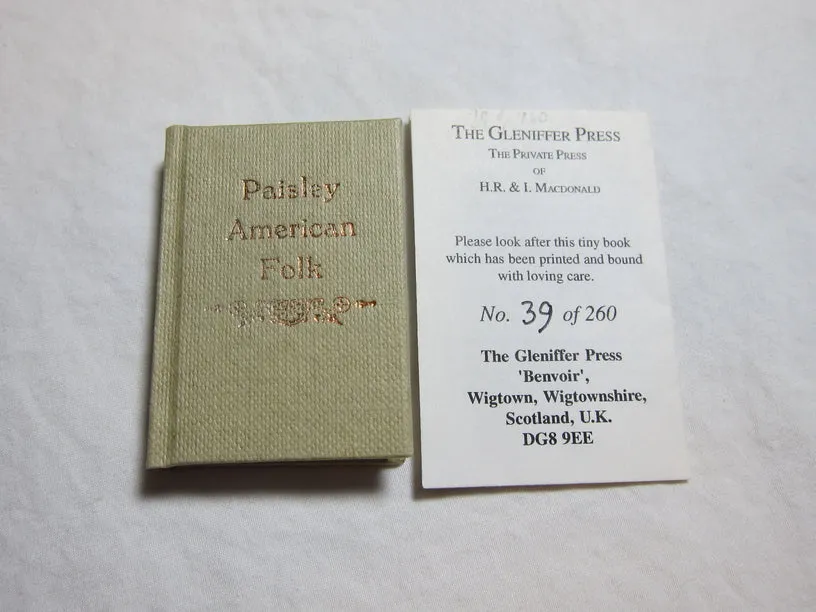 Paisley
American
Folk
THE GLENIFFER PRESS
THE PRIVATE PRESS
OF
H.R. & I. MACDONALD
Please look after this tiny book
which has been printed and bound
with loving care.
No. 39 of 260
The Gleniffer Press
'Benvoir',
Wigtown, Wigtownshire,
Scotland, U.K.
DG8 9EE